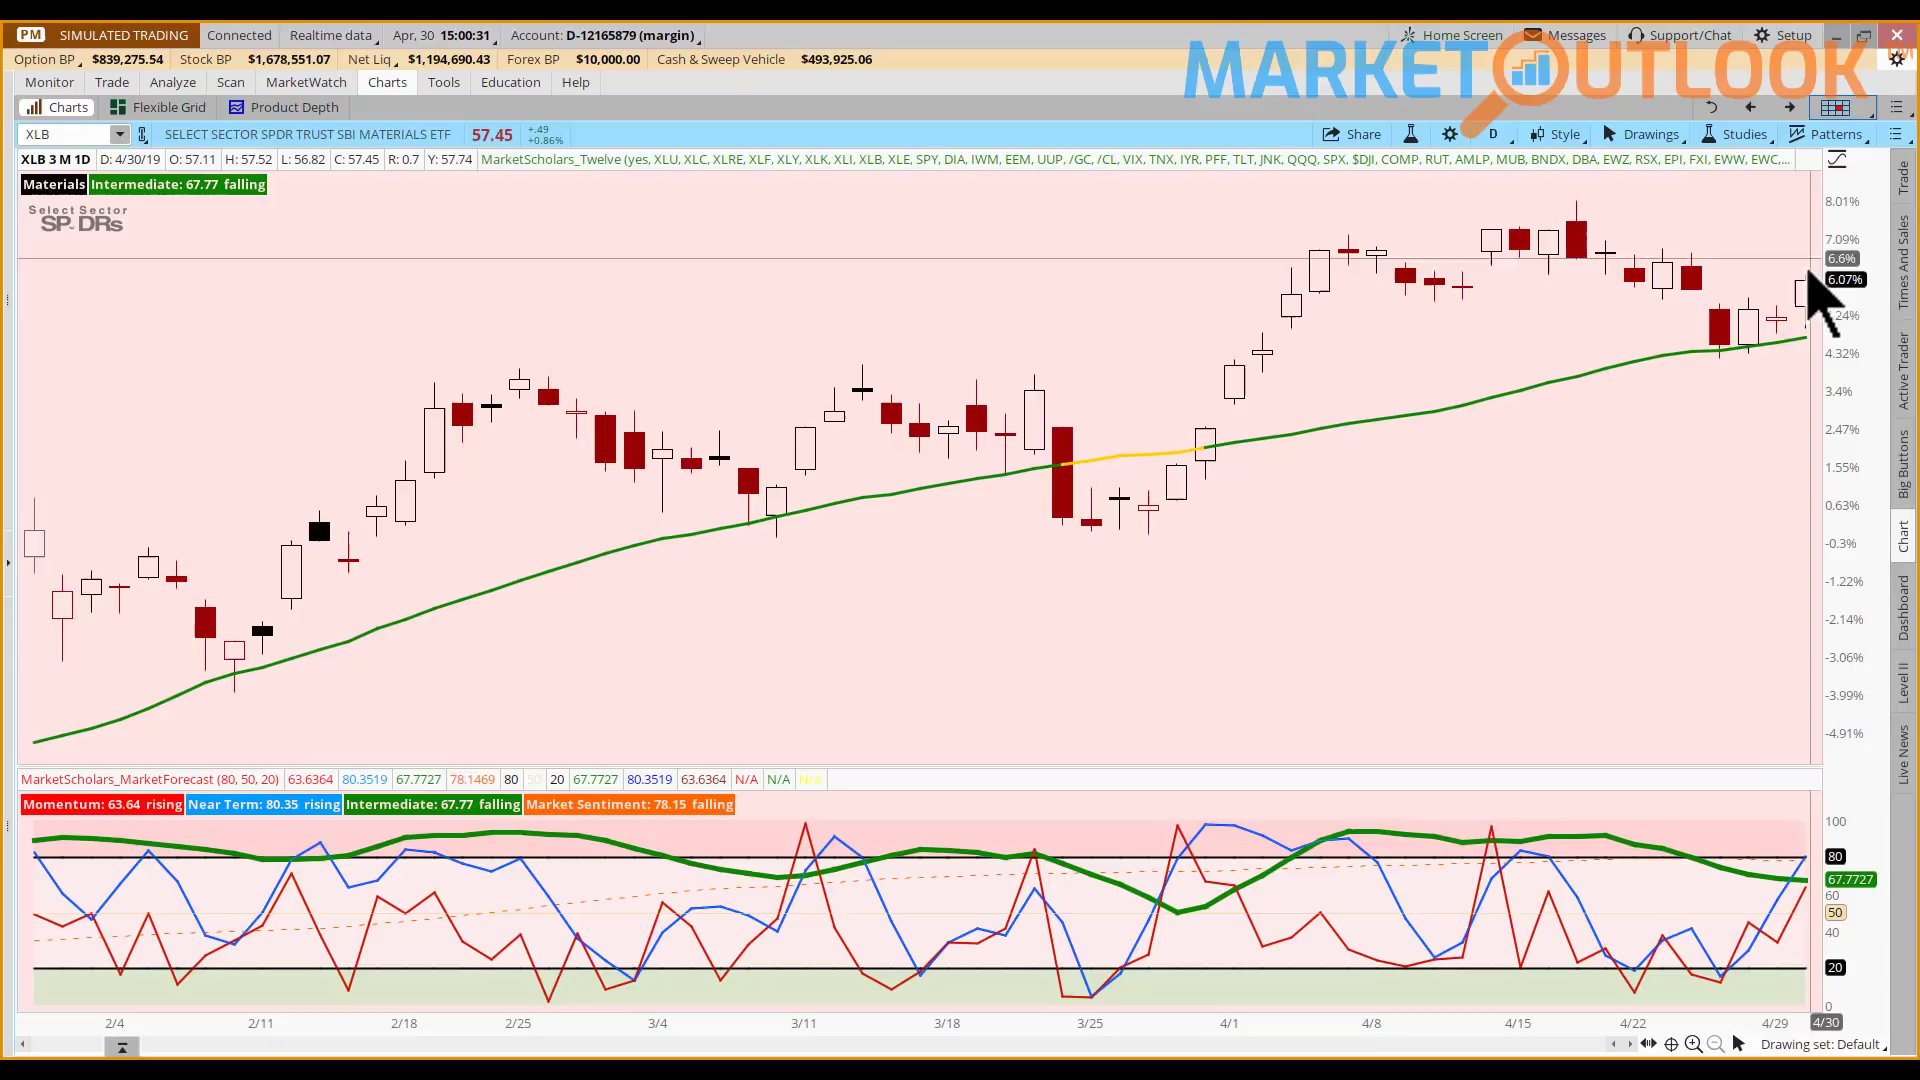 PM SIMULATED TRADING Connected Realtime data Apr, 30 15:00:31 Account: D-12165879 (margin) Home Screen Messages Support/Chat Setup
MARKET OUTLOOK
Option BP $839,275.54 Stock BP $1,678,551.07 Net Liq $1,194,690.43 Forex BP $10,000.00 Cash & Sweep Vehicle $493,925.06
Monitor Trade Analyze Scan MarketWatch Charts Tools Education Help
Charts Flexible Grid Product Depth
XLB SELECT SECTOR SPDR TRUST SBI MATERIALS ETF 57.45 +.49 +0.86% Share D Style Drawings Studies Patterns
XLB 3 M 1D D: 4/30/19 O: 57.11 H: 57.52 L: 56.82 C: 57.45 R: 0.7 Y: 57.74 MarketScholars_Twelve (yes, XLU, XLC, XLRE, XLF, XLY, XLK, XLI, XLB, XLE, SPY, DIA, IWM, EEM, UUP, /GC, /CL, VIX, TNX, IYR, PFF, TLT, JNK, QQQ, SPX, $DJI, COMP, RUT, AMLP, MUB, BNDX, DBA, EWZ, RSX, EPI, FXI, EWW, EWC,...
Materials Intermediate: 67.77 falling
Select Sector
SPDRs
8.01%
7.09%
6.6%
6.07%
.24%
4.32%
3.4%
2.47%
1.55%
0.63%
-0.3%
-1.22%
-2.14%
-3.06%
-3.99%
-4.91%
Trade
Times And Sales
Active Trader
Big Buttons
Chart
Dashboard
Level II
Live News
MarketScholars_MarketForecast (80, 50, 20) 63.6364 80.3519 67.7727 78.1469 80 50 20 67.7727 80.3519 63.6364 N/A N/A N/A
Momentum: 63.64 rising Near Term: 80.35 rising Intermediate: 67.77 falling Market Sentiment: 78.15 falling
100
80
67.7727
60
50
40
20
0
2/4 2/11 2/18 2/25 3/4 3/11 3/18 3/25 4/1 4/8 4/15 4/22 4/29 4/30
Drawing set: Default